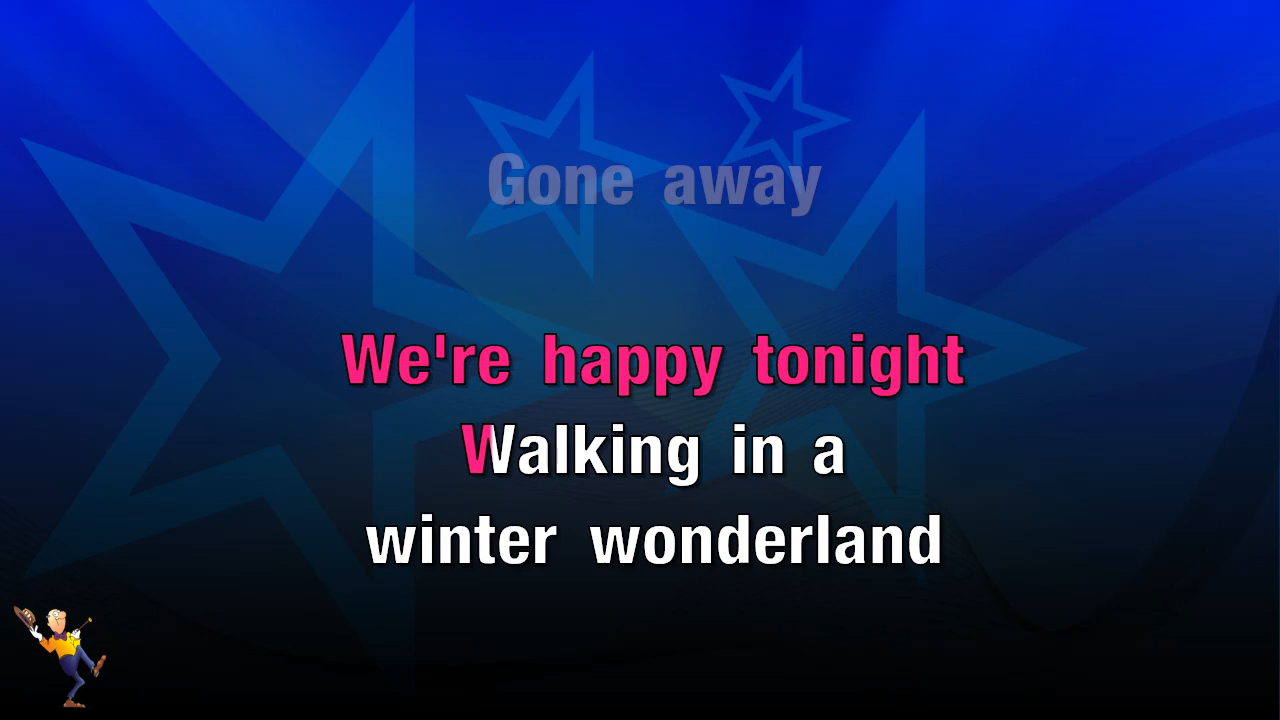 Gone away
We're happy tonight
Walking in a
winter wonderland